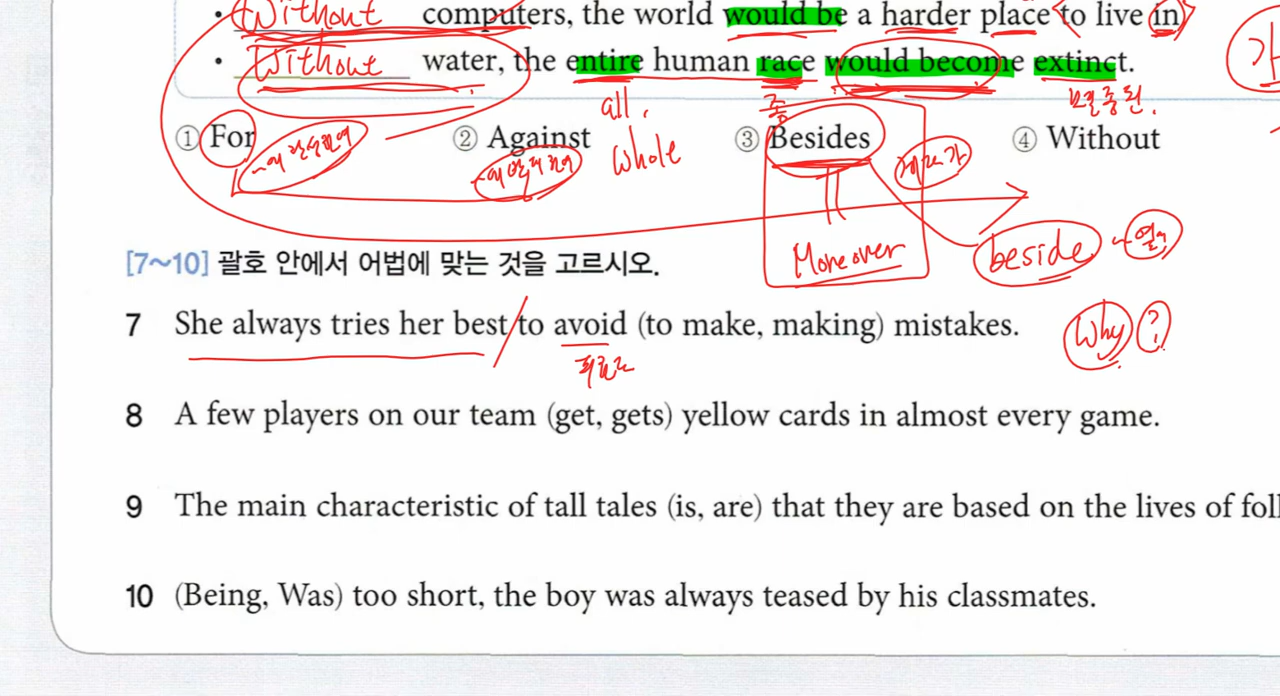 • Without computers, the world would be a harder place to live in
• Without water, the entire human race would become extinct.
all. 종 멸종된.
① For ② Against ③ Besides ④ Without
whole
Moreover beside
[7~10] 괄호 안에서 어법에 맞는 것을 고르시오.
7 She always tries her best/to avoid (to make, making) mistakes. Why?
피하다
8 A few players on our team (get, gets) yellow cards in almost every game.
9 The main characteristic of tall tales (is, are) that they are based on the lives of foll
10 (Being, Was) too short, the boy was always teased by his classmates.